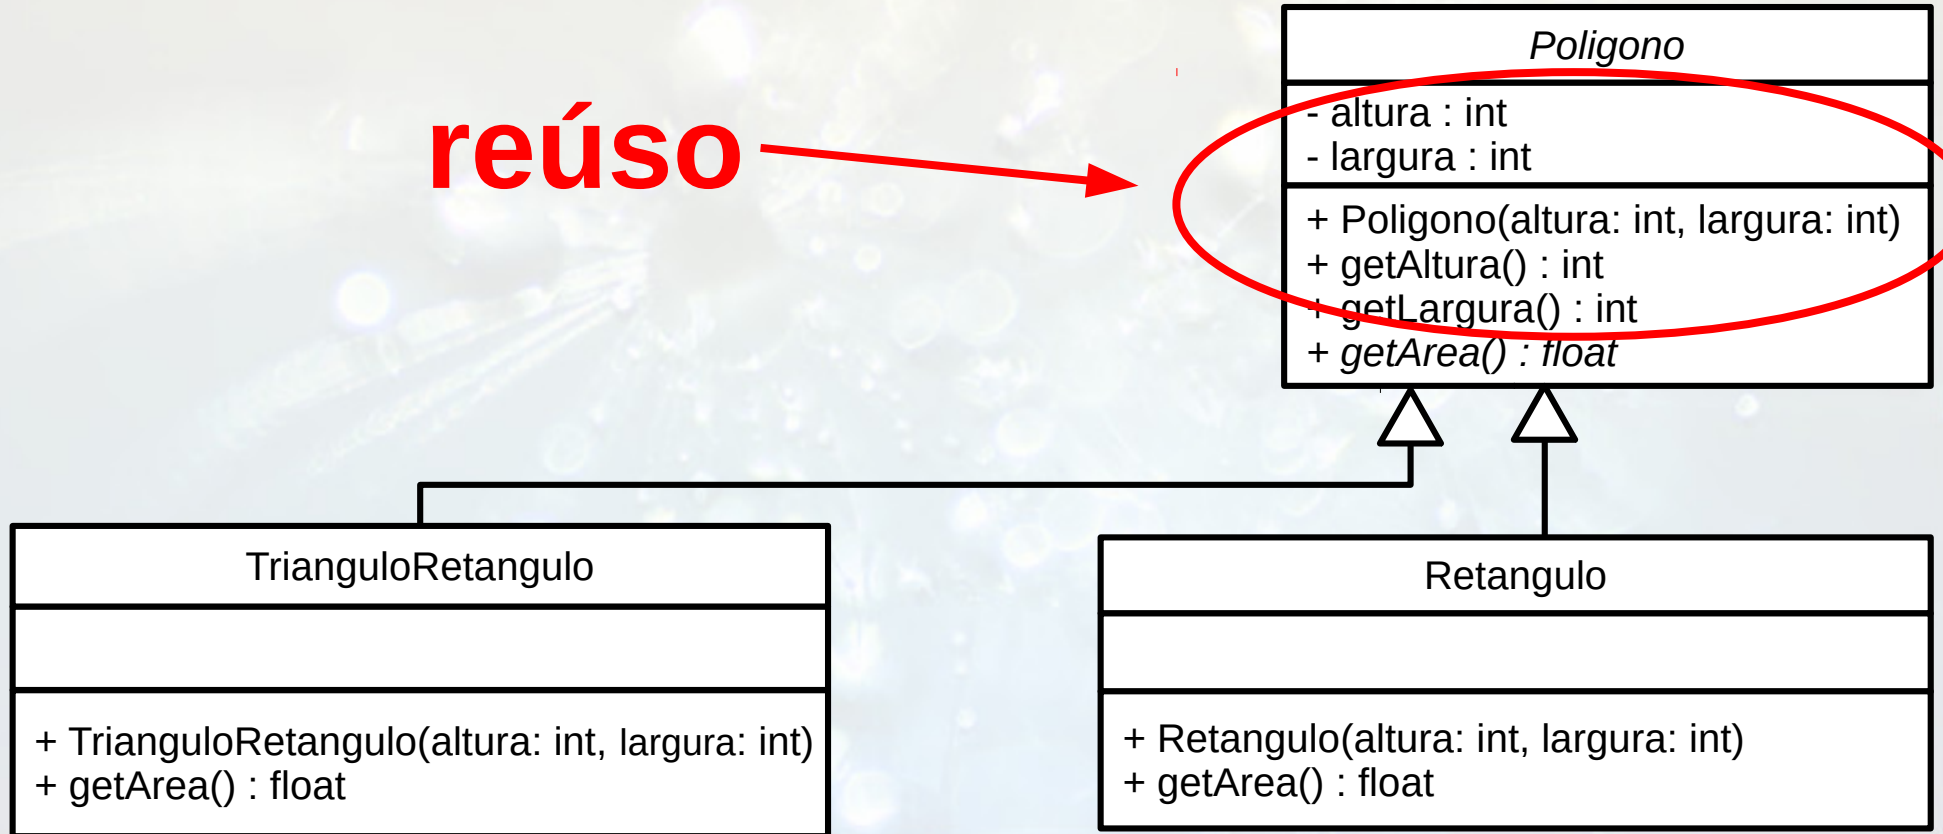 reúso
Poligono
- altura : int
- largura : int
+ Poligono(altura: int, largura: int)
+ getAltura() : int
+ getLargura() : int
+ getArea() : float
TrianguloRetangulo
+ TrianguloRetangulo(altura: int, largura: int)
+ getArea() : float
Retangulo
+ Retangulo(altura: int, largura: int)
+ getArea() : float